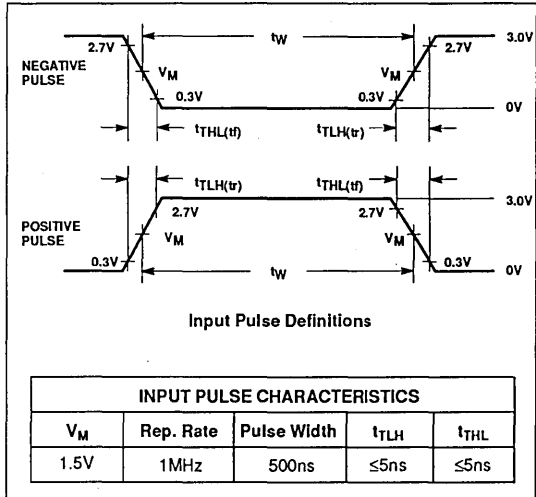 tW
2.7V 2.7V 3.0V
NEGATIVE
PULSE
VM VM
0.3V 0.3V
0V
tTHL(tf) tTLH(tr)
tTLH(tr) tTHL(tf)
3.0V
2.7V 2.7V
POSITIVE
PULSE
VM VM
0.3V 0.3V
tW
0V
Input Pulse Definitions
INPUT PULSE CHARACTERISTICS
VM Rep. Rate Pulse Width tTLH tTHL
1.5V 1MHz 500ns ≤5ns ≤5ns